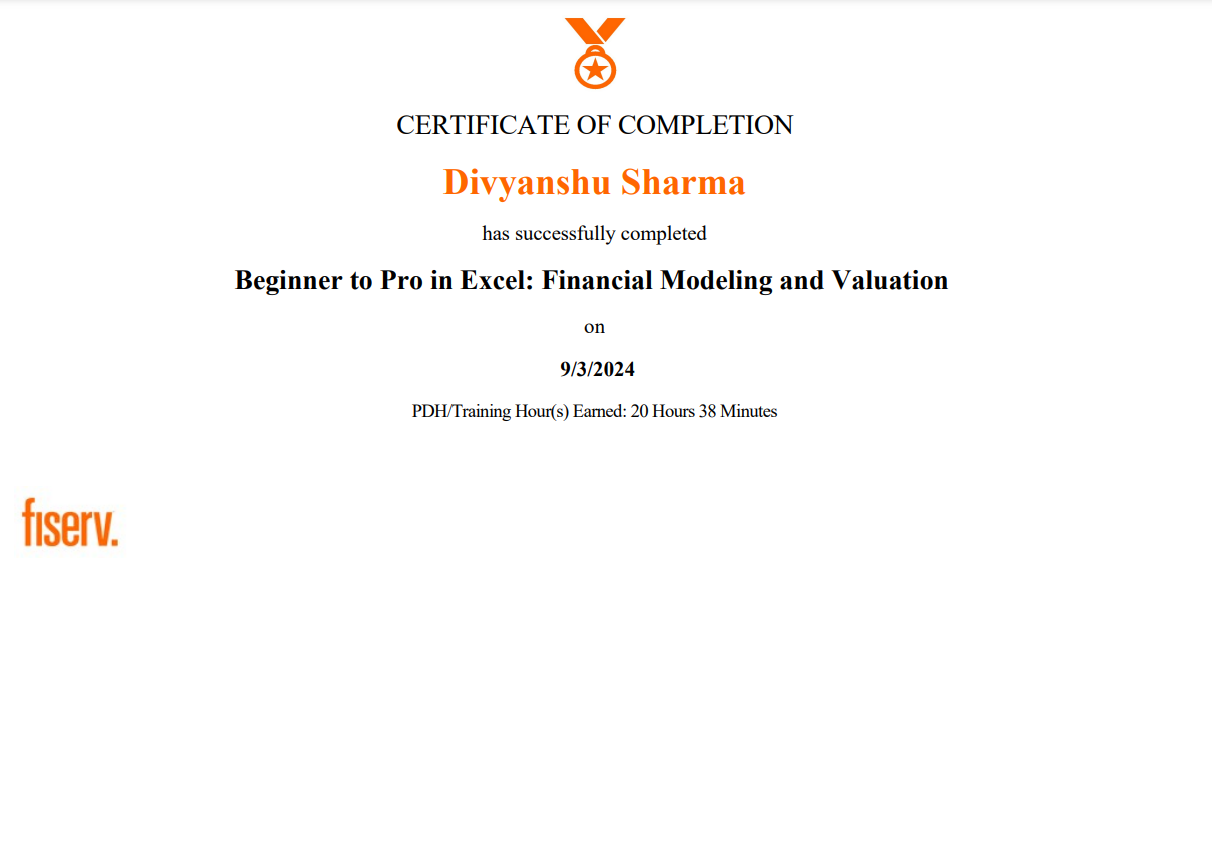 CERTIFICATE OF COMPLETION
Divyanshu Sharma
has successfully completed
Beginner to Pro in Excel: Financial Modeling and Valuation
on
9/3/2024
PDH/Training Hour(s) Earned: 20 Hours 38 Minutes
fiserv.